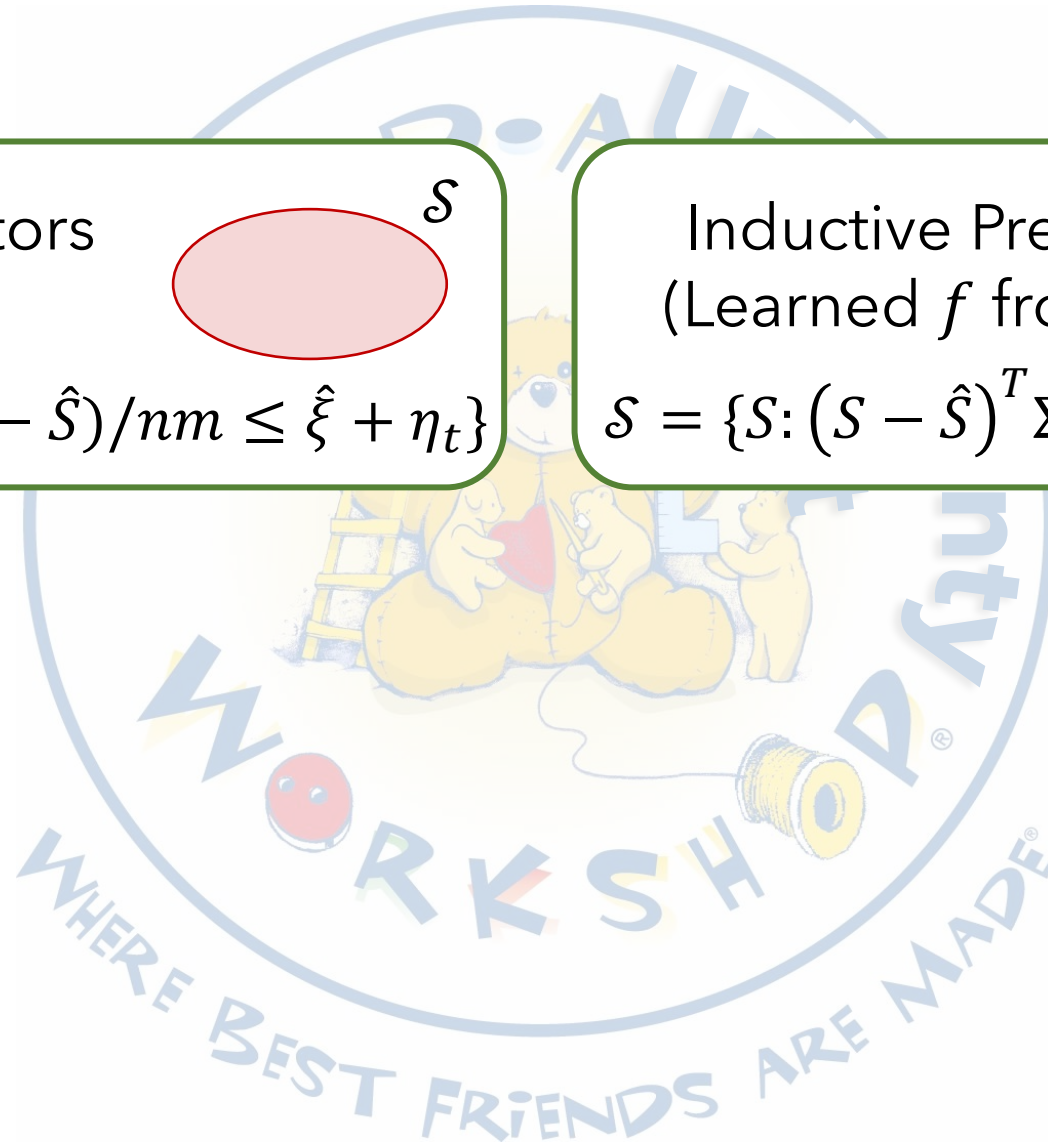 tors
𝒮
− Ŝ)/nm ≤ ξ̂ + η_t}
Inductive Pre
(Learned f fro
𝒮 = {S: (S − Ŝ)^T Σ
WORKSHOP®
WHERE BEST FRiENDS ARE MADE®